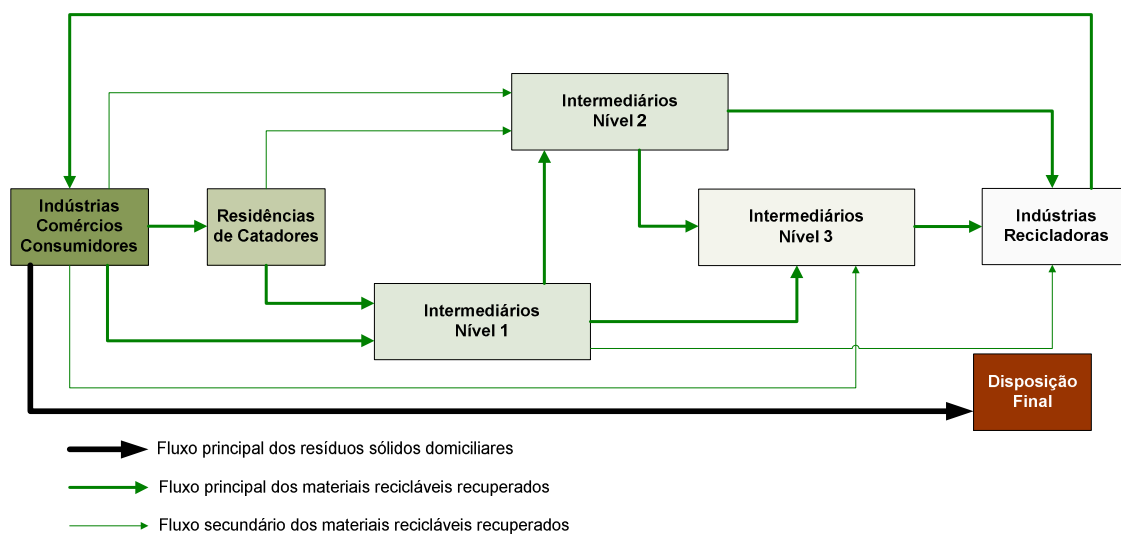 Intermediários
Nível 2
Indústrias
Comércios
Consumidores
Residências
de Catadores
Intermediários
Nível 3
Indústrias
Recicladoras
Intermediários
Nível 1
Disposição
Final
Fluxo principal dos resíduos sólidos domiciliares
Fluxo principal dos materiais recicláveis recuperados
Fluxo secundário dos materiais recicláveis recuperados